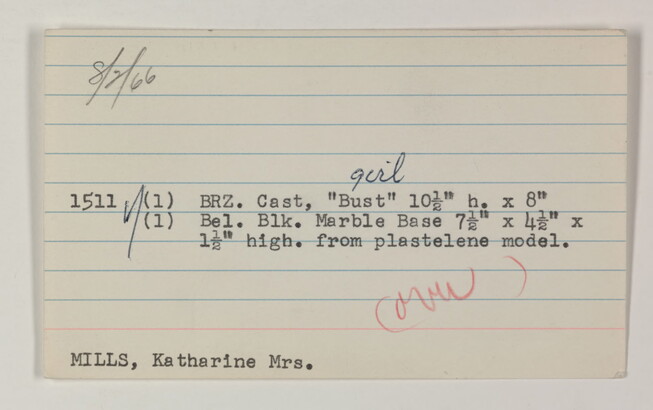 8/2/66
girl
1511 (1) BRZ. Cast, "Bust" 10½" h. x 8"
(1) Bel. Blk. Marble Base 7½" x 4½" x
1½" high. from plastelene model.
(over)
MILLS, Katharine Mrs.